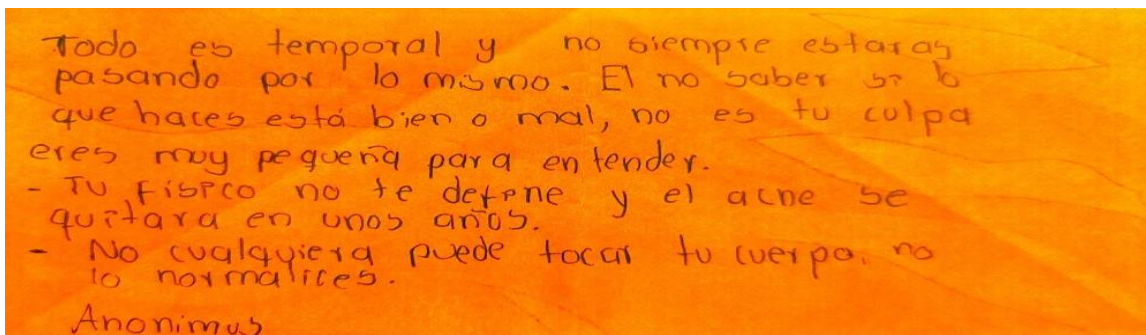 Todo es temporal y no siempre estaras
pasando por lo mismo. El no saber si lo
que haces está bien o mal, no es tu culpa
eres muy pequeña para entender.
- Tu Fisico no te define y el acne se
quitara en unos años.
- No cualquiera puede tocar tu cuerpo, no
lo normalices.
Anonimus